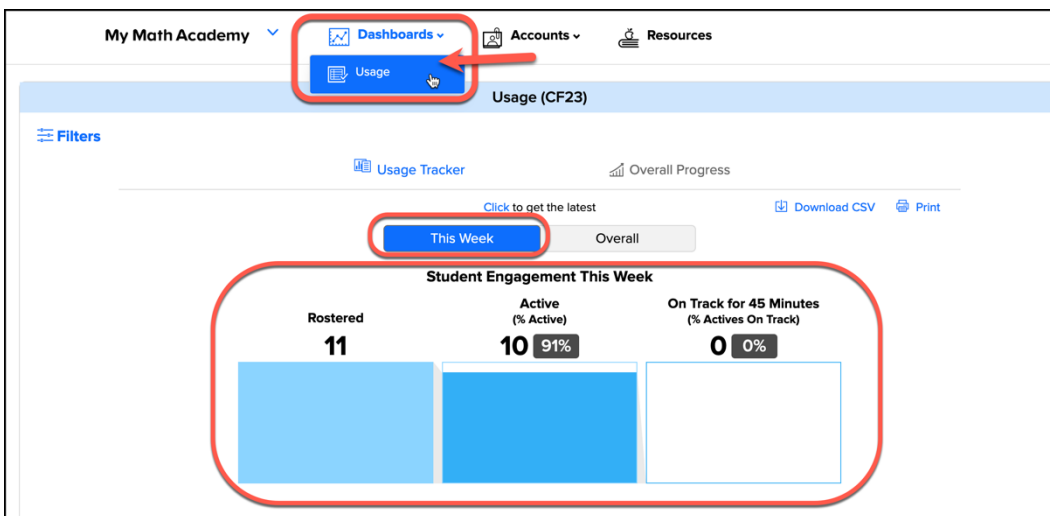 My Math Academy Dashboards Accounts Resources
Usage
Usage (CF23)
Filters
Usage Tracker Overall Progress
Click to get the latest Download CSV Print
This Week Overall
Student Engagement This Week
Rostered
11
Active
(% Active)
10 91%
On Track for 45 Minutes
(% Actives On Track)
0 0%